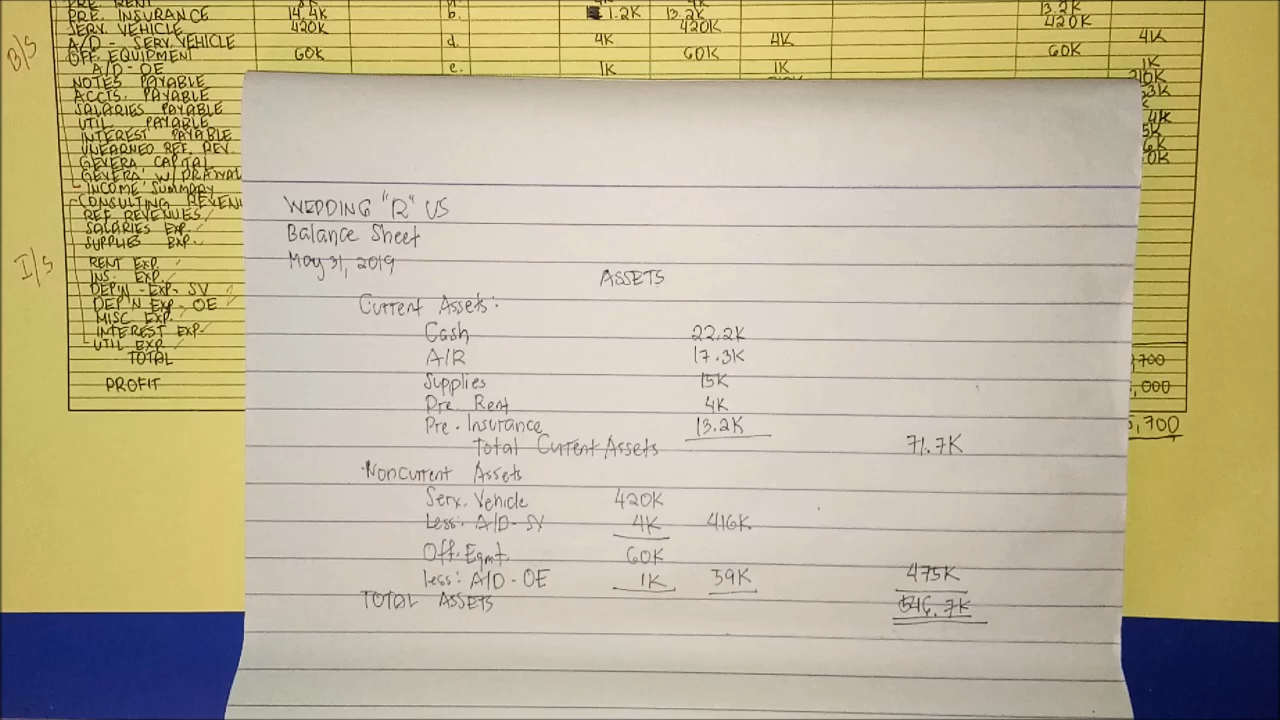 PRE. INSURANCE 14.4K b. 1.2K 13.2K 13.2K
SERV. VEHICLE 420K 420K 420K
A/D - SERV. VEHICLE d. 4K 4K 4K
OFF. EQUIPMENT 60K 60K 60K
A/D - OE e. 1K 1K 1K
NOTES PAYABLE
ACCTS. PAYABLE
SALARIES PAYABLE
UTIL. PAYABLE
INTEREST PAYABLE
UNEARNED REF. REV.
GEVERA CAPITAL
GEVERA W/DRAWAL
INCOME SUMMARY
CONSULTING
REF. REVENUES
SALARIES EXP.
SUPPLIES EXP.
RENT EXP.
INS. EXP.
DEP'N - EXP. SV
DEP'N EXP - OE
MISC. EXP.
INTEREST EXP.
UTIL EXP.
TOTAL
PROFIT
B/S
I/S
WEDDING "R" US
Balance Sheet
May 31, 2019
ASSETS
Current Assets:
Cash 22.2K
A/R 17.3K
Supplies 15K
Pre. Rent 4K
Pre. Insurance 13.2K
Total Current Assets 71.7K
Noncurrent Assets
Serv. Vehicle 420K
Less: A/D-SV 4K 416K
Off. Eqmt. 60K
less: A/D-OE 1K 59K 475K
TOTAL ASSETS 546.7K